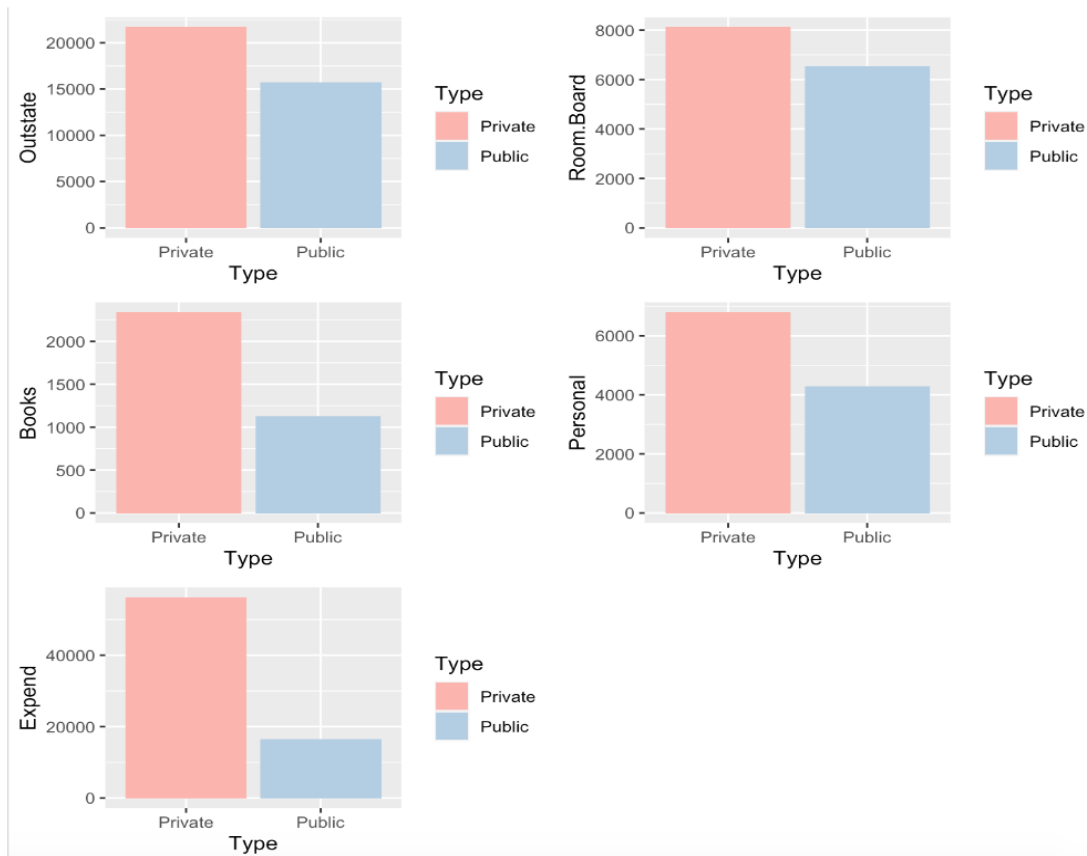 Outstate
20000
15000
10000
5000
0
Private Public
Type
Type
Private
Public
Room.Board
8000
6000
4000
2000
0
Private Public
Type
Type
Private
Public
Books
2000
1500
1000
500
0
Private Public
Type
Type
Private
Public
Personal
6000
4000
2000
0
Private Public
Type
Type
Private
Public
Expend
40000
20000
0
Private Public
Type
Type
Private
Public